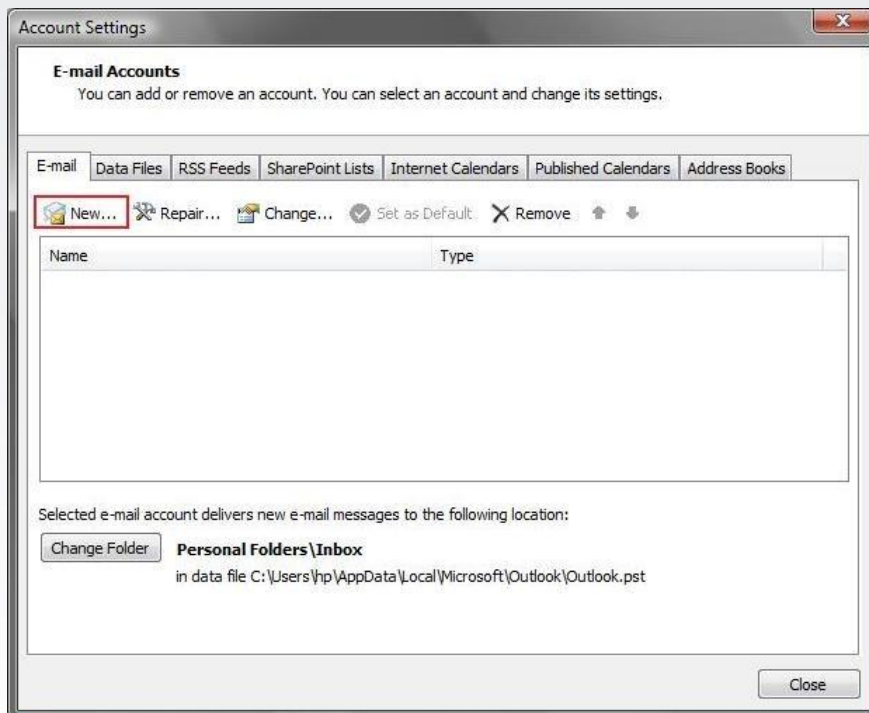 Account Settings
E-mail Accounts
You can add or remove an account. You can select an account and change its settings.
E-mail Data Files RSS Feeds SharePoint Lists Internet Calendars Published Calendars Address Books
New... Repair... Change... Set as Default Remove
Name Type
Selected e-mail account delivers new e-mail messages to the following location:
Change Folder Personal Folders\Inbox
in data file C:\Users\hp\AppData\Local\Microsoft\Outlook\Outlook.pst
Close